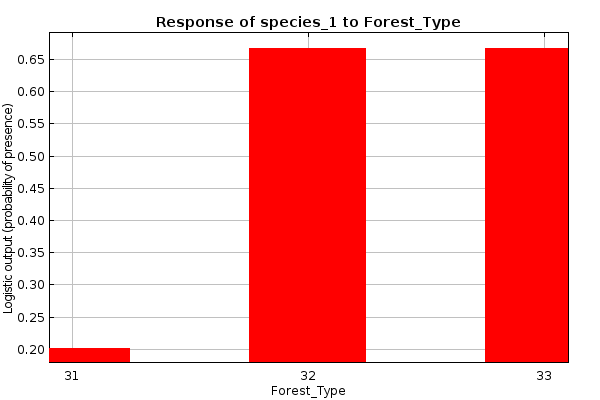 Response of species_1 to Forest_Type
Logistic output (probability of presence)
0.65
0.60
0.55
0.50
0.45
0.40
0.35
0.30
0.25
0.20
31 32 33
Forest_Type